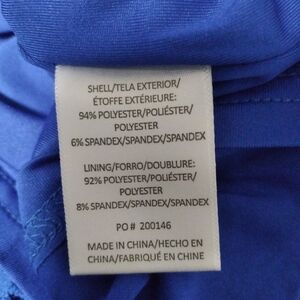 SHELL/TELA EXTERIOR/
ÉTOFFE EXTÉRIEURE:
94% POLYESTER/POLIÉSTER/
POLYESTER
6% SPANDEX/SPANDEX/SPANDEX
LINING/FORRO/DOUBLURE:
92% POLYESTER/POLIÉSTER/
POLYESTER
8% SPANDEX/SPANDEX/SPANDEX
PO# 200146
MADE IN CHINA/HECHO EN
CHINA/FABRIQUÉ EN CHINE